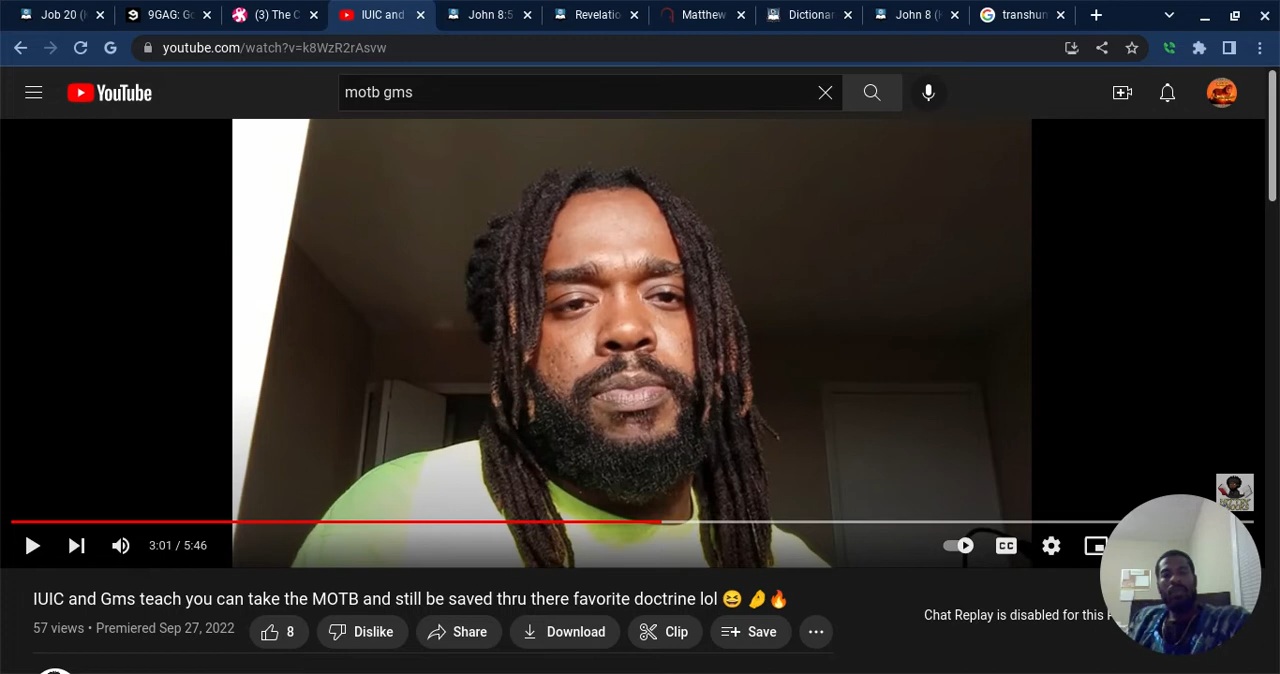 Job 20 (
9GAG: Go
(3) The C
IUIC and
John 8:5
Revelatio
Matthew
Dictionar
John 8 (
transhum
youtube.com/watch?v=k8WzR2rAsvw
YouTube
motb gms
3:01 / 5:46
CC
IUIC and Gms teach you can take the MOTB and still be saved thru there favorite doctrine lol 😆 🤌🔥
57 views • Premiered Sep 27, 2022
8
Dislike
Share
Download
Clip
Save
Chat Replay is disabled for this